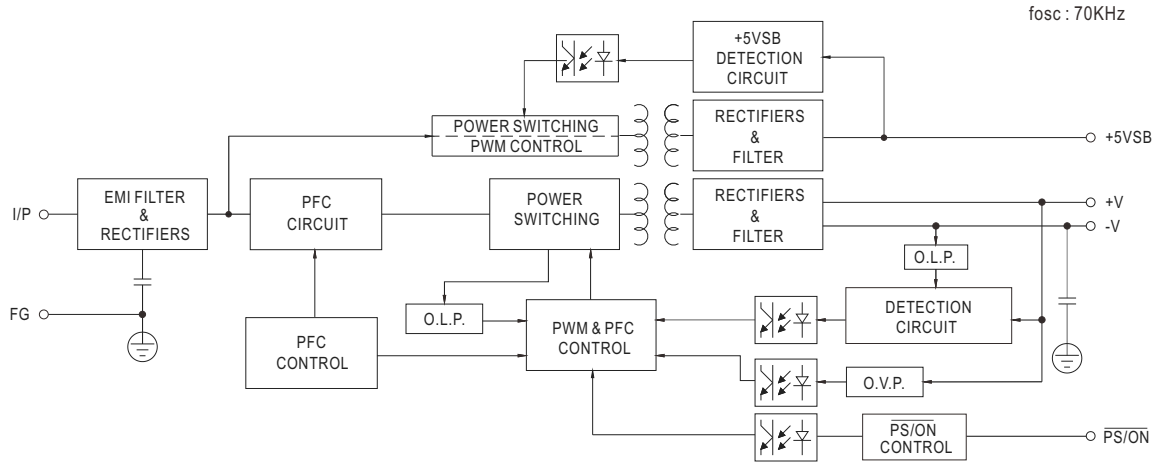 fosc : 70KHz
+5VSB
DETECTION
CIRCUIT
POWER SWITCHING
PWM CONTROL
RECTIFIERS
&
FILTER
+5VSB
I/P
EMI FILTER
&
RECTIFIERS
PFC
CIRCUIT
POWER
SWITCHING
RECTIFIERS
&
FILTER
+V
-V
O.L.P.
FG
O.L.P.
PFC
CONTROL
PWM & PFC
CONTROL
DETECTION
CIRCUIT
O.V.P.
PS/ON
CONTROL
PS/ON